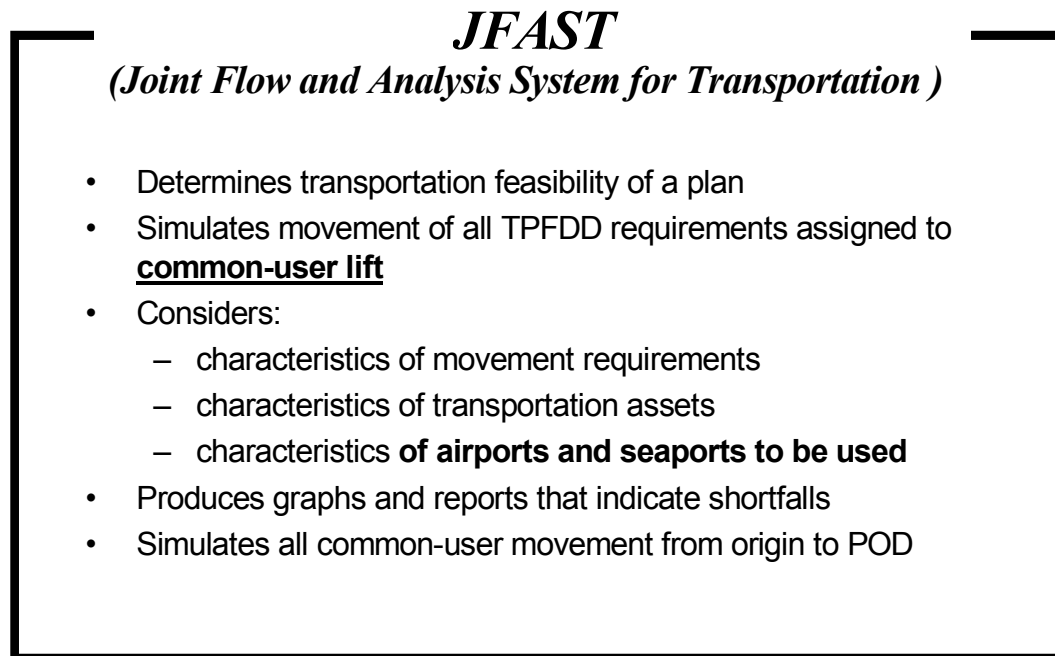 JFAST
(Joint Flow and Analysis System for Transportation )
• Determines transportation feasibility of a plan
• Simulates movement of all TPFDD requirements assigned to
common-user lift
• Considers:
– characteristics of movement requirements
– characteristics of transportation assets
– characteristics of airports and seaports to be used
• Produces graphs and reports that indicate shortfalls
• Simulates all common-user movement from origin to POD